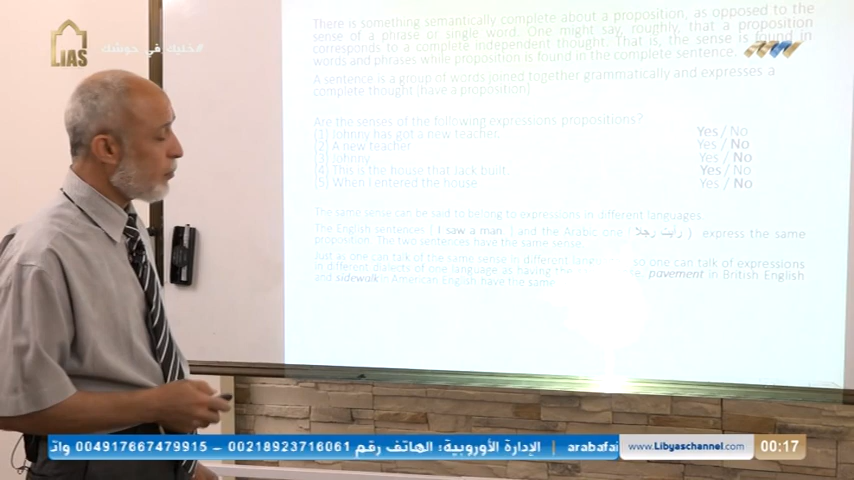 LIAS
#خليك في حوشك
There is something semantically complete about a proposition, as opposed to the
sense of a phrase or single word. One might say, roughly, that a proposition
corresponds to a complete independent thought. That is, the sense is found in
words and phrases while proposition is found in the complete sentence.
A sentence is a group of words joined together grammatically and expresses a
complete thought (have a proposition)
Are the senses of the following expressions propositions?
(1) Johnny has got a new teacher. Yes / No
(2) A new teacher Yes / No
(3) Johnny Yes / No
(4) This is the house that Jack built. Yes / No
(5) When I entered the house Yes / No
The same sense can be said to belong to expressions in different languages
The English sentences ( I saw a man ) and the Arabic one ( رأيت رجلا ) express the same
proposition. The two sentences have the same sense.
Just as one can talk of the same sense in different so one can talk of expressions
in different dialects of one language as having the pavement in British English
and sidewalk in American English have the same
الإدارة الأوروبية: الهاتف رقم 00218923716061 – 004917667479915 وات
arabafai
www.Libyaschannel.com
00:17